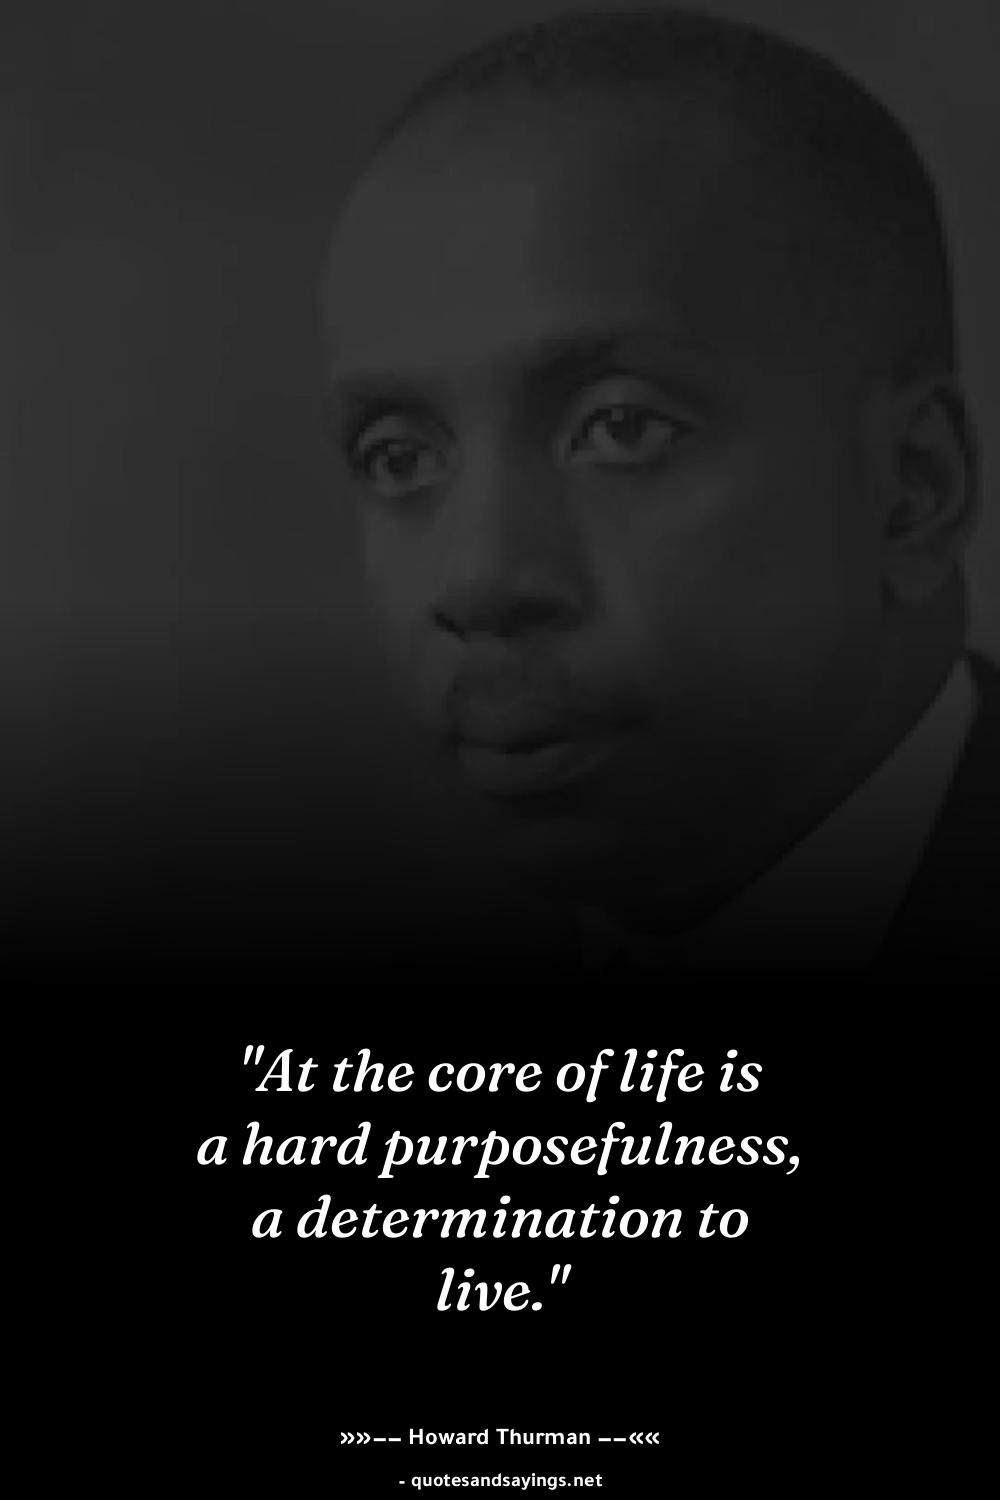 "At the core of life is
a hard purposefulness,
a determination to
live."
»»−− Howard Thurman −−««
- quotesandsayings.net